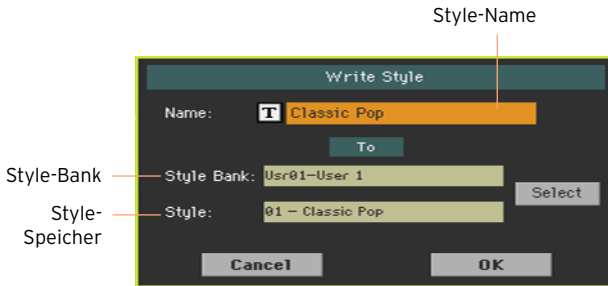 Style-Name
Write Style
Name: T Classic Pop
To
Style-Bank
Style Bank: Usr01-User 1
Select
Style-
Speicher
Style: 01 - Classic Pop
Cancel OK